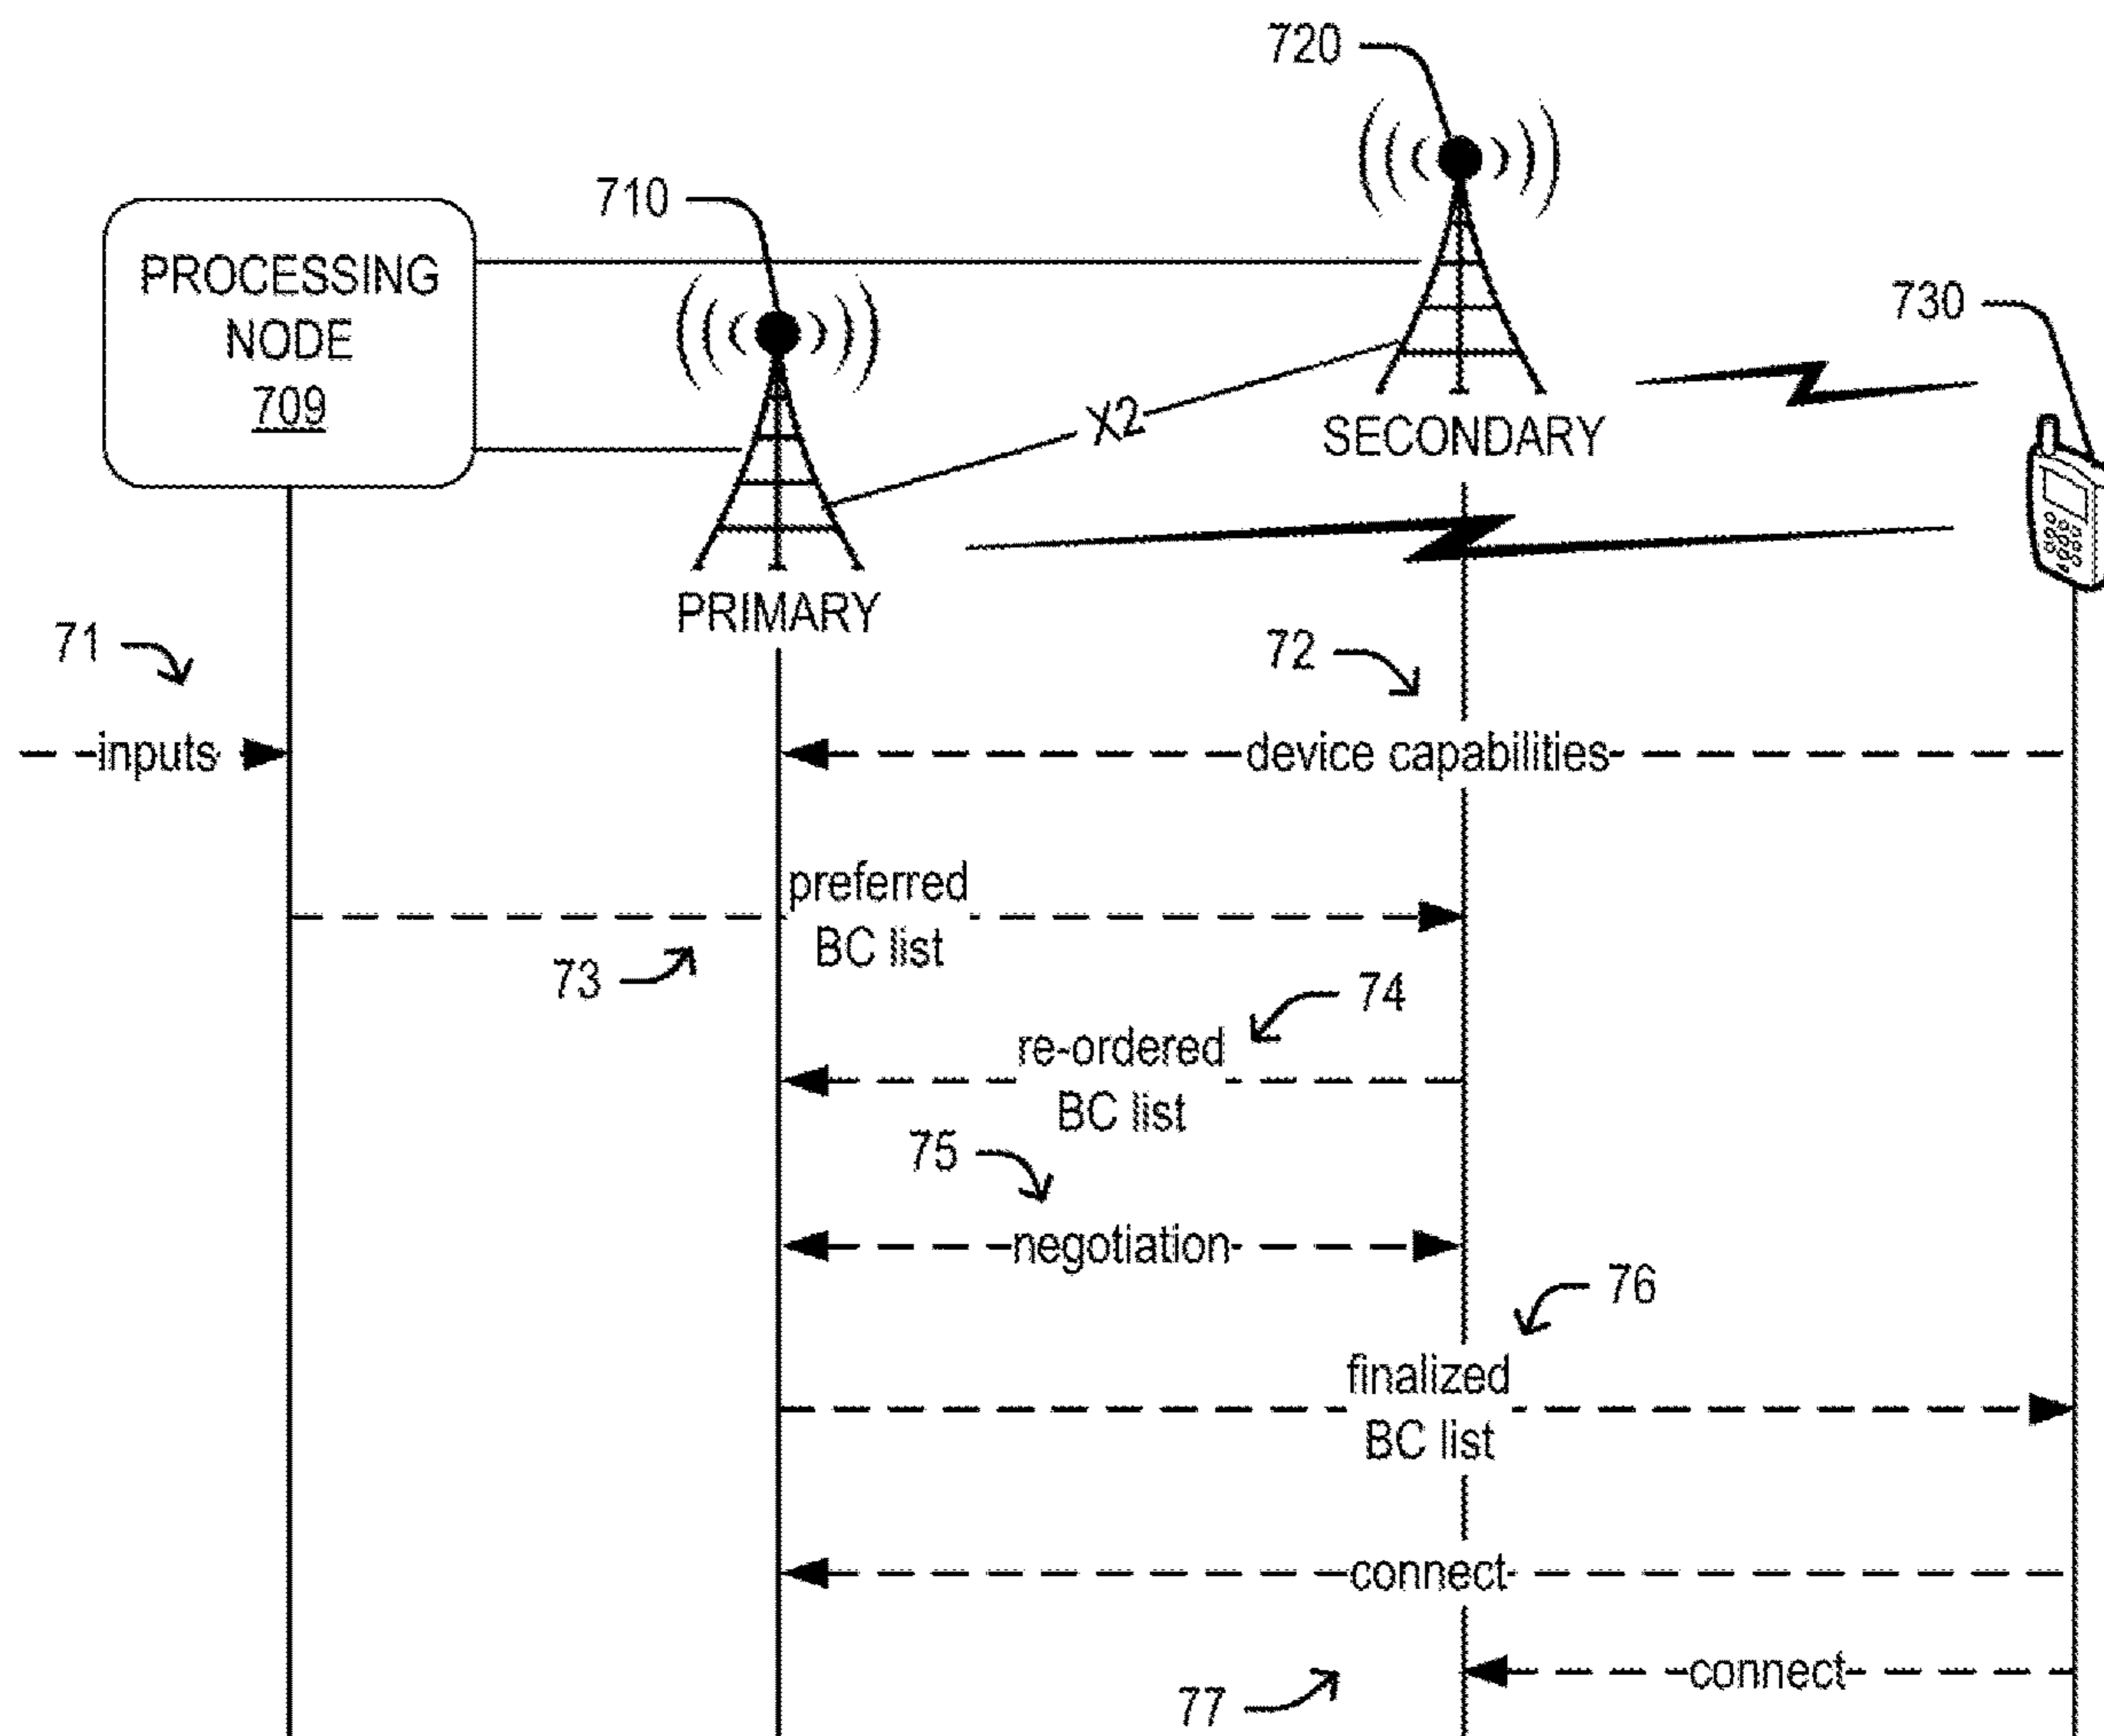 720
710
PROCESSING
NODE
709
730
X2
SECONDARY
PRIMARY
71
72
inputs
device capabilities
preferred
BC list
73
74
re-ordered
BC list
75
negotiation
76
finalized
BC list
connect
connect
77